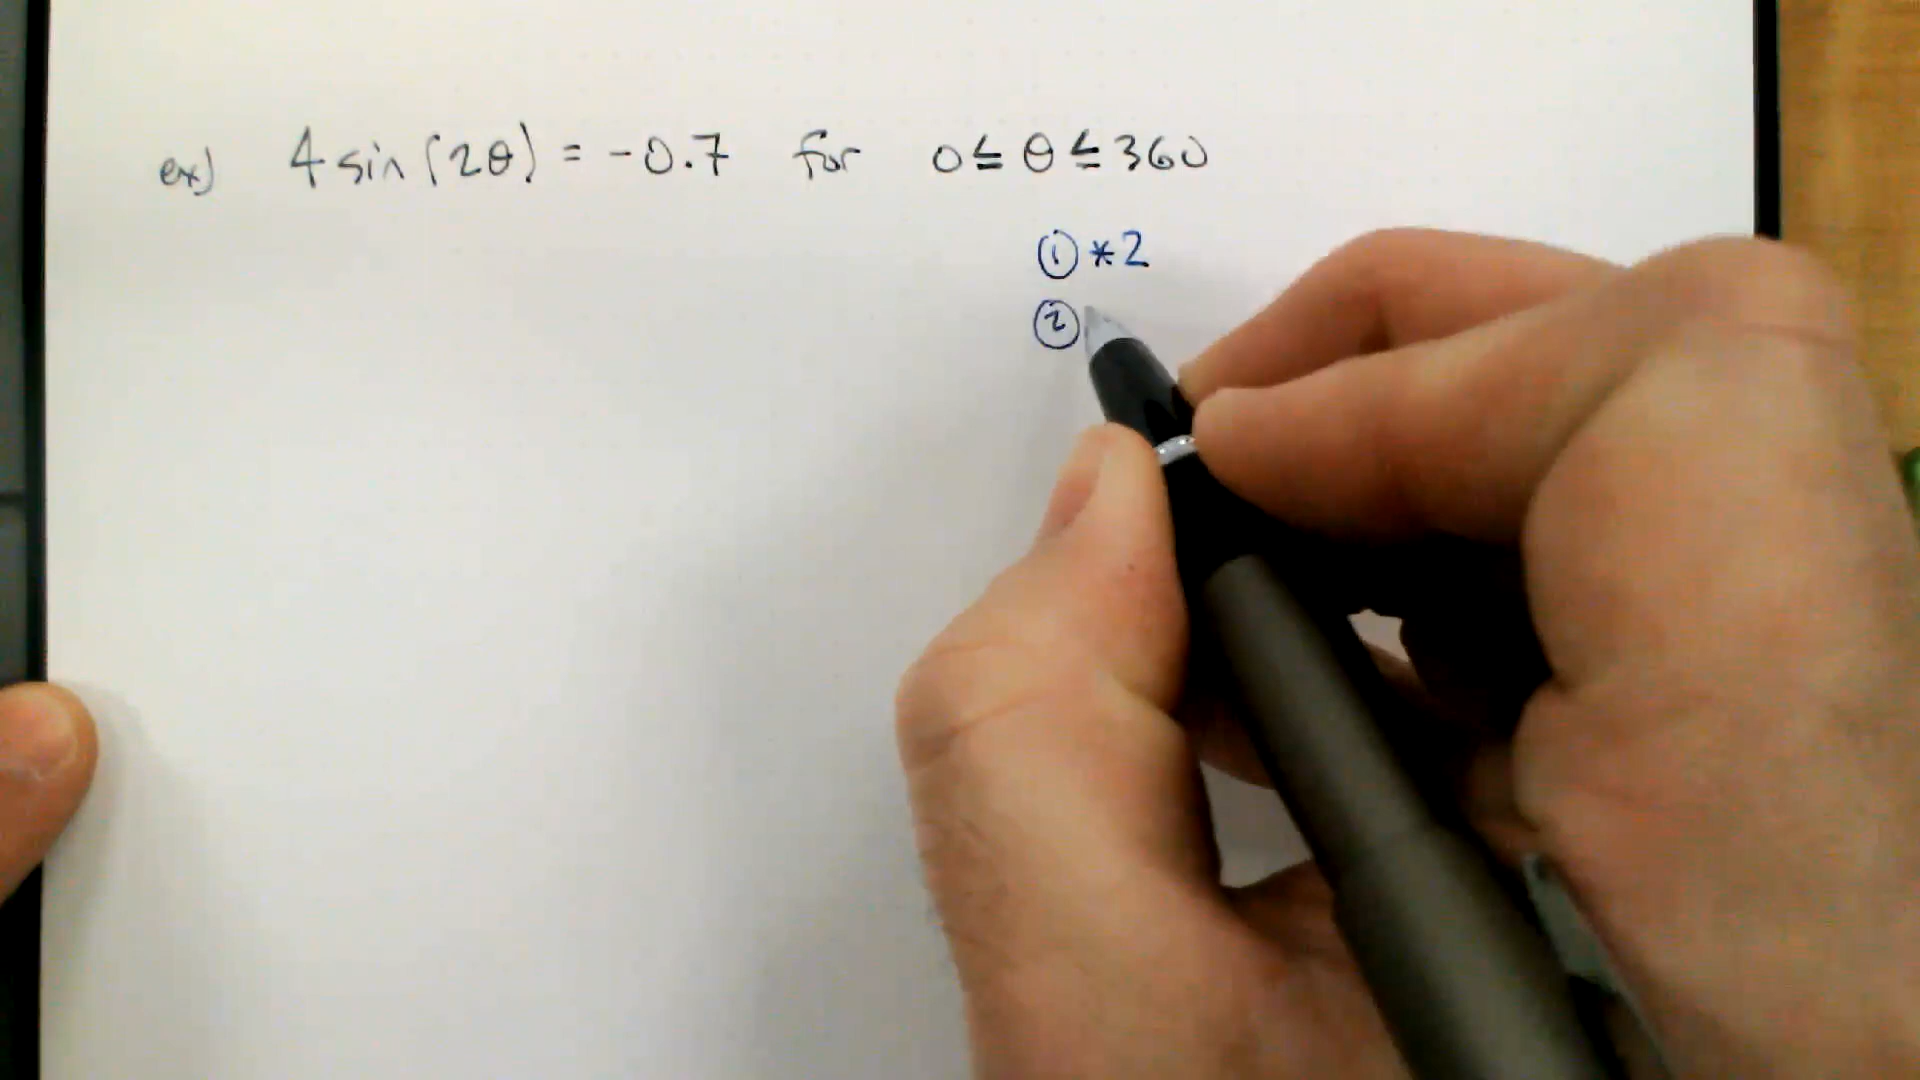 ex) 4 sin (2θ) = -0.7 for 0 ≤ θ ≤ 360
① * 2
②